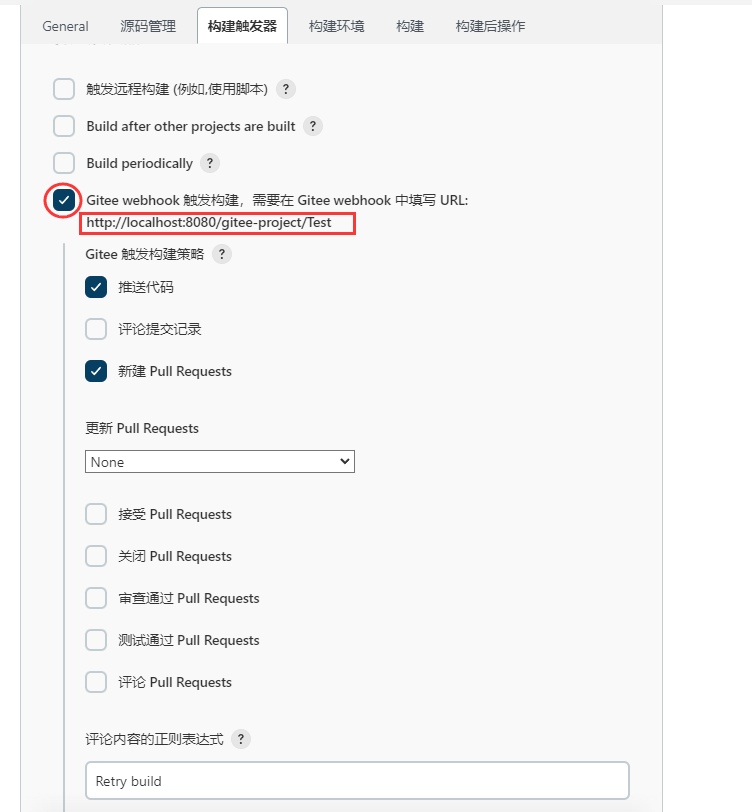 General 源码管理 构建触发器 构建环境 构建 构建后操作
触发远程构建 (例如,使用脚本) ?
Build after other projects are built ?
Build periodically ?
Gitee webhook 触发构建，需要在 Gitee webhook 中填写 URL:
http://localhost:8080/gitee-project/Test
Gitee 触发构建策略 ?
推送代码
评论提交记录
新建 Pull Requests
更新 Pull Requests
None
接受 Pull Requests
关闭 Pull Requests
审查通过 Pull Requests
测试通过 Pull Requests
评论 Pull Requests
评论内容的正则表达式 ?
Retry build